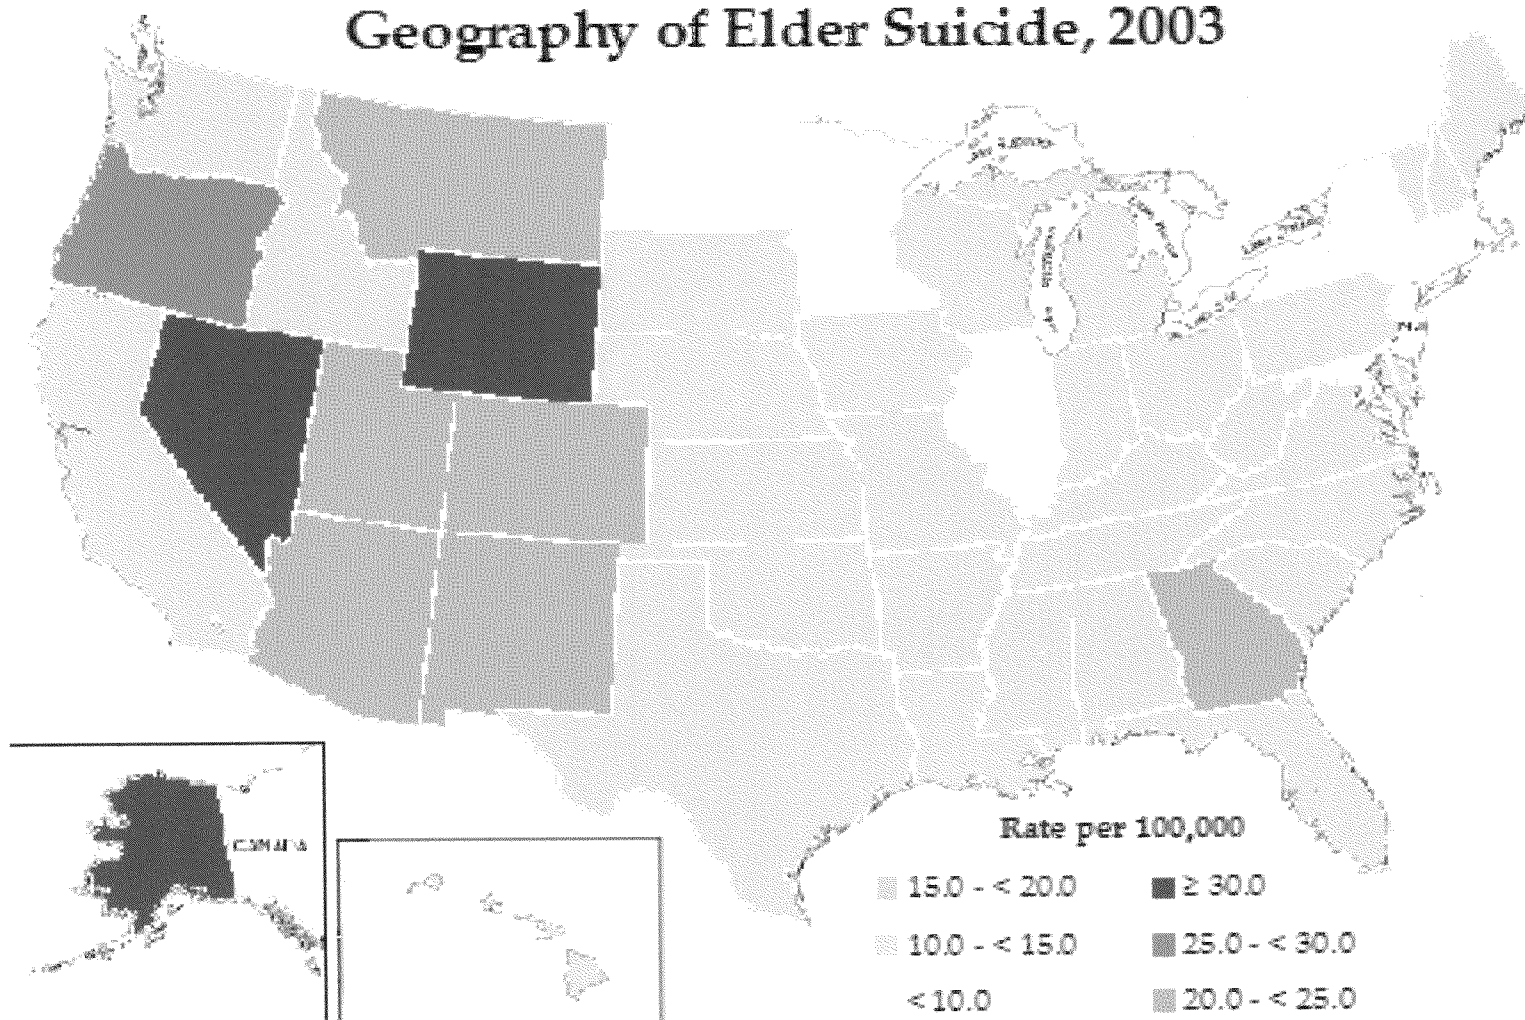 Geography of Elder Suicide, 2003
CANADA
Rate per 100,000
15.0 - < 20.0
≥ 30.0
10.0 - < 15.0
25.0 - < 30.0
< 10.0
20.0 - < 25.0